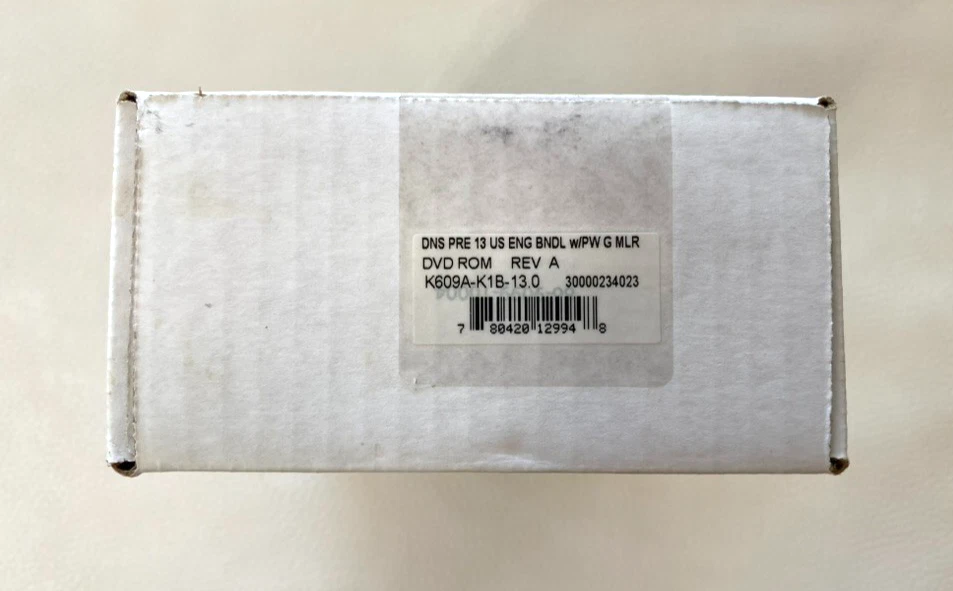 DNS PRE 13 US ENG BNDL w/PW G MLR
DVD ROM REV A
K609A-K1B-13.0 30000234023
7 80420 12994 8